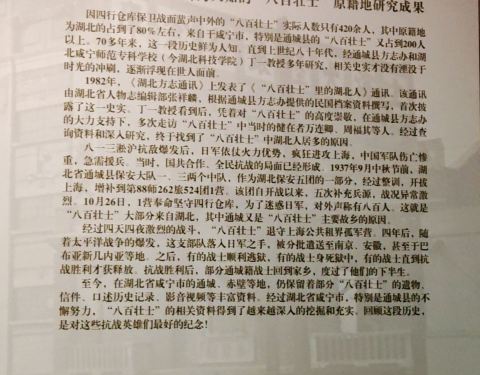 "八百壮士"原籍地研究成果
因四行仓库保卫战而蜚声中外的"八百壮士"实际人数只有420余人，其中原籍地
为湖北的占到了80%左右，来自于咸宁市，特别是通城县的"八百壮士"又占到200人
以上。70多年来，这一段历史鲜为人知。直到上世纪八十年代，经通城县方志办和湖
北咸宁师范专科学校（今湖北科技学院）丁一教授多年研究，相关史实才没有湮没于
时光的冲刷，逐渐浮现在世人面前。
1982年，《湖北方志通讯》上发表了《"八百壮士"里的湖北人》通讯。该通讯
由湖北省人物志编辑部张祥麟，根据通城县方志办提供的民国档案资料撰写，首次披
露了这一史实。丁一教授看到后，凭着对"八百壮士"的高度崇敬，在通城县方志办
的大力支持下，多次走访"八百壮士"中当时的健在者万连卿、周福其等人。经过查
询资料和深入研究，终于找到了"八百壮士"中湖北人居多的原因。
八一三淞沪抗敌爆发后，日军依仗火力优势，疯狂进攻上海，中国军队伤亡惨
重，急需援兵。当时，国共合作、全民抗战的局面已经形成。1937年9月中秋节前，湖
北省通城县保安大队一、三两个中队，作为湖北保安五团的一部分，经过整训，开拔
上海，增补到第88师262旅524团1营。该团自开战以来，五次补充兵源，战况异常激
烈。10月26日，1营奉命坚守四行仓库，为了迷惑日军，对外声称有八百人。这就是
"八百壮士"大部分来自湖北，其中通城又是"八百壮士"主要故乡的原因。
经过四天四夜激烈的战斗，"八百壮士"退守上海公共租界孤军营。四年后，随
着太平洋战争的爆发，这支部队落入日军之手，被分批遣送至南京、安徽，甚至于巴
布亚新几内亚等地。之后，有的战士顺利逃狱，有的战士身死狱中，有的战士直到抗
战胜利才获释放。抗战胜利后，部分通城籍战士回到家乡，度过了他们的下半生。
至今，在湖北省咸宁市的通城、赤壁等地，仍保留着部分"八百壮士"的遗物、
信件、口述历史记录、影音视频等丰富资料。经过湖北省咸宁市，特别是通城县的不
懈努力，"八百壮士"的相关资料得到了越来越深入的挖掘和充实。回顾这段历史，
是对这些抗战英雄们最好的纪念！